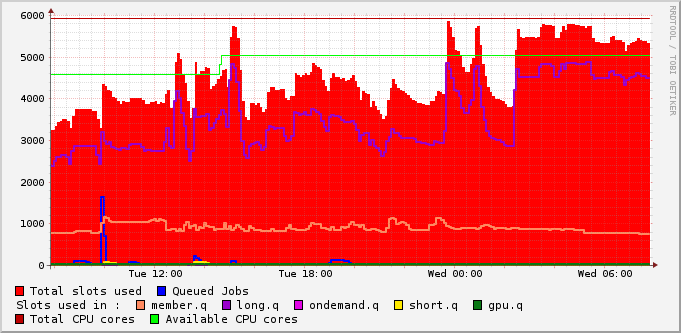 6000
5000
4000
3000
2000
1000
0
Tue 12:00 Tue 18:00 Wed 00:00 Wed 06:00
RRDTOOL / TOBI OETIKER
Total slots used Queued Jobs
Slots used in : member.q long.q ondemand.q short.q gpu.q
Total CPU cores Available CPU cores